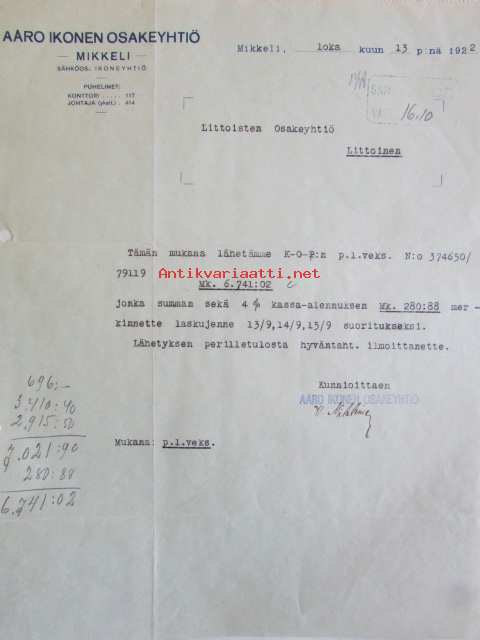 AARO IKONEN OSAKEYHTIÖ
— MIKKELI —
SÄHKÖOS. IKONEYHTIÖ
PUHELIMET:
KONTTORI ..... 117
JOHTAJA (yksit.) . 414
Mikkeli, loka kuun 13 p:nä 1922
16.10
Littoisten Osakeyhtiö
Littoinen
Tämän mukana lähetämme K-O-P:n p.l.veks. N:o 374650/
79119
Antikvariaatti.net
Mk. 6.741:02
jonka summan sekä 4 % kassa-alennuksen Mk. 280:88 mer-
kinnette laskujenne 13/9,14/9,15/9 suoritukseksi.
Lähetyksen perilletulosta hyväntaht. ilmoittanette.
Kunnioittaen
AARO IKONEN OSAKEYHTIÖ
696:-
3.410:40
2.915:50
7.021:90
280:88
6.741:02
Mukana: p.l.veks.